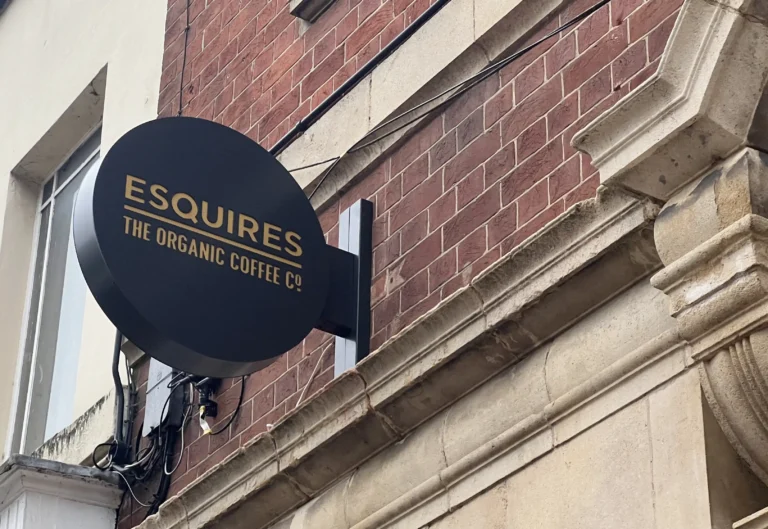 ESQUIRES
THE ORGANIC COFFEE Cº